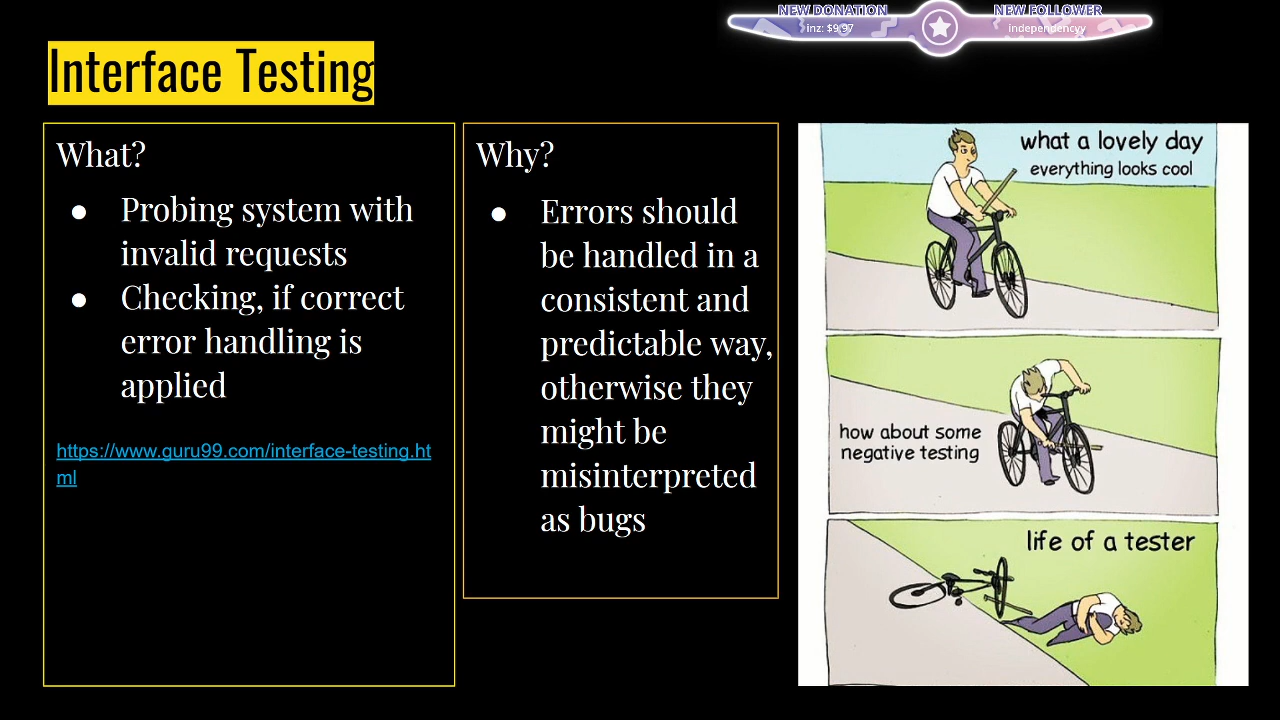 NEW DONATION
inz: $9.97
NEW FOLLOWER
independencyy
Interface Testing
What?
● Probing system with
invalid requests
● Checking, if correct
error handling is
applied
https://www.guru99.com/interface-testing.ht
ml
Why?
● Errors should
be handled in a
consistent and
predictable way,
otherwise they
might be
misinterpreted
as bugs
what a lovely day
everything looks cool
how about some
negative testing
life of a tester